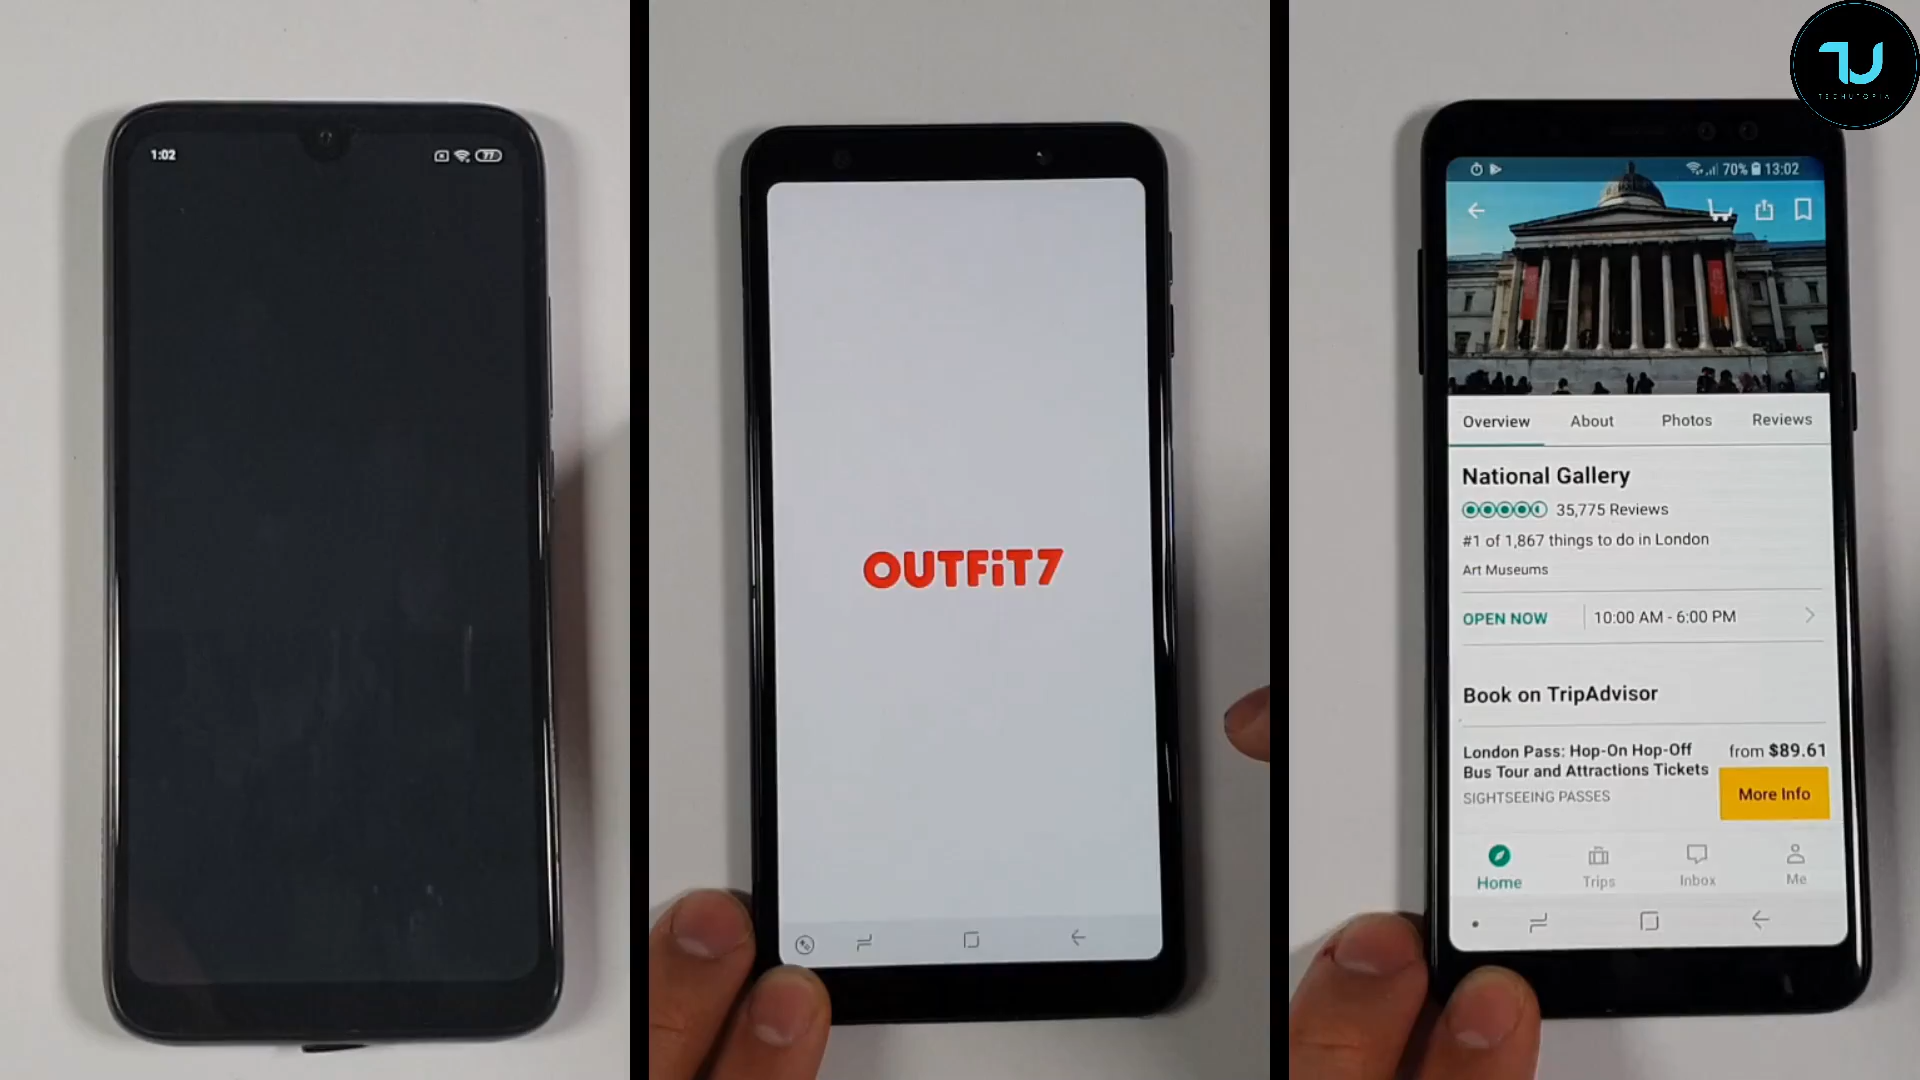 1:02
77
OUTFiT7
TU
TECHUTOPIA
70% 13:02
Overview About Photos Reviews
National Gallery
35,775 Reviews
#1 of 1,867 things to do in London
Art Museums
OPEN NOW 10:00 AM - 6:00 PM
Book on TripAdvisor
London Pass: Hop-On Hop-Off from $89.61
Bus Tour and Attractions Tickets
More Info
SIGHTSEEING PASSES
Home Trips Inbox Me